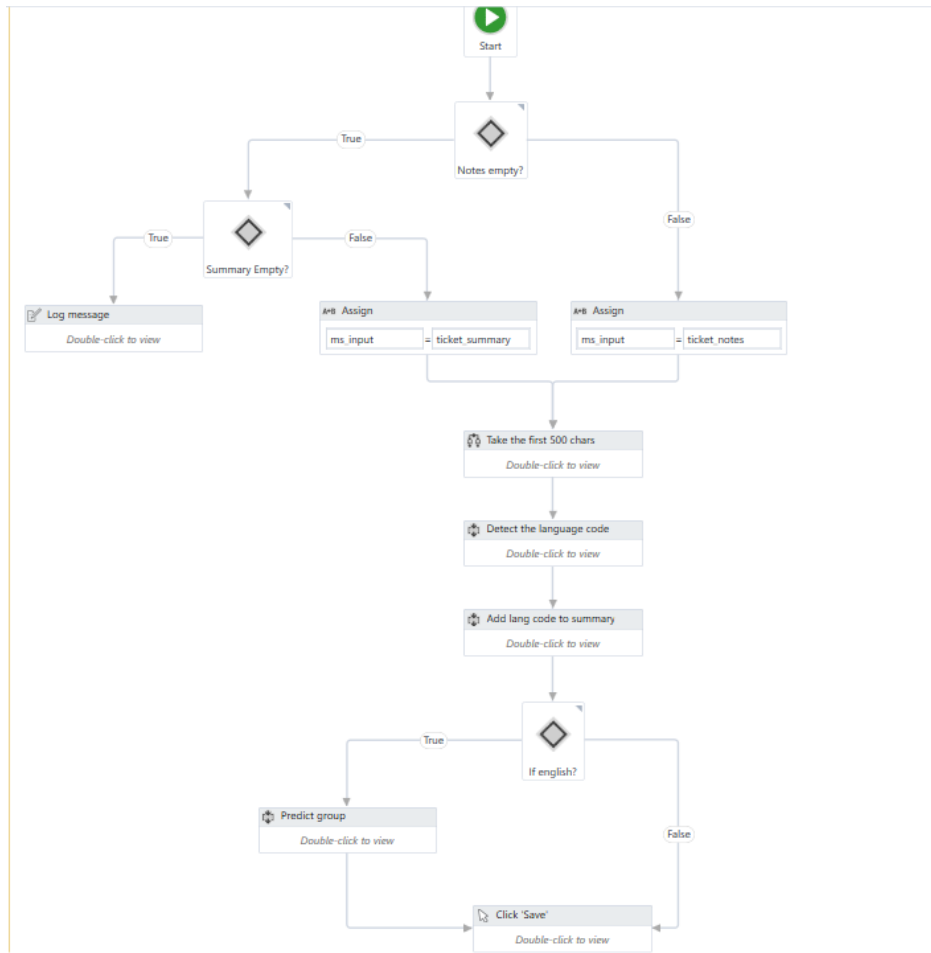 Start
Notes empty?
True
False
Summary Empty?
True
False
Log message
Double-click to view
A+B Assign
ms_input = ticket_summary
A+B Assign
ms_input = ticket_notes
Take the first 500 chars
Double-click to view
Detect the language code
Double-click to view
Add lang code to summary
Double-click to view
If english?
True
False
Predict group
Double-click to view
Click 'Save'
Double-click to view